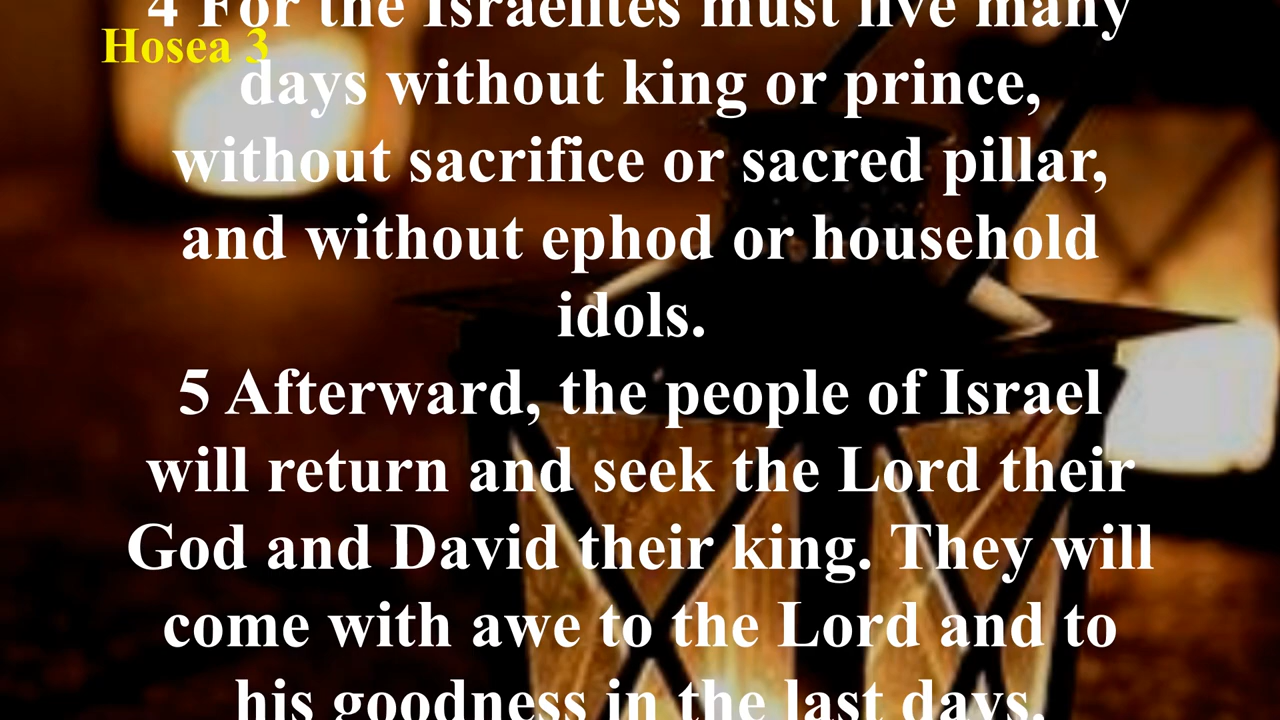 4 For the Israelites must live many
Hosea 3
days without king or prince,
without sacrifice or sacred pillar,
and without ephod or household
idols.
5 Afterward, the people of Israel
will return and seek the Lord their
God and David their king. They will
come with awe to the Lord and to
his goodness in the last days.